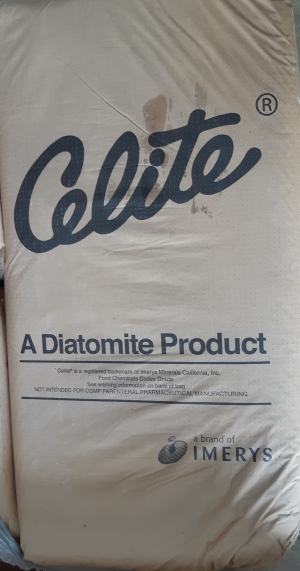 Celite®
A Diatomite Product
Celite® is a registered trademark of Imerys Minerals California, Inc.
Food Chemicals Codex Grade
See warning information on back of bag
NOT INTENDED FOR CGMP PARENTERAL PHARMACEUTICAL MANUFACTURING
a brand of
IMERYS